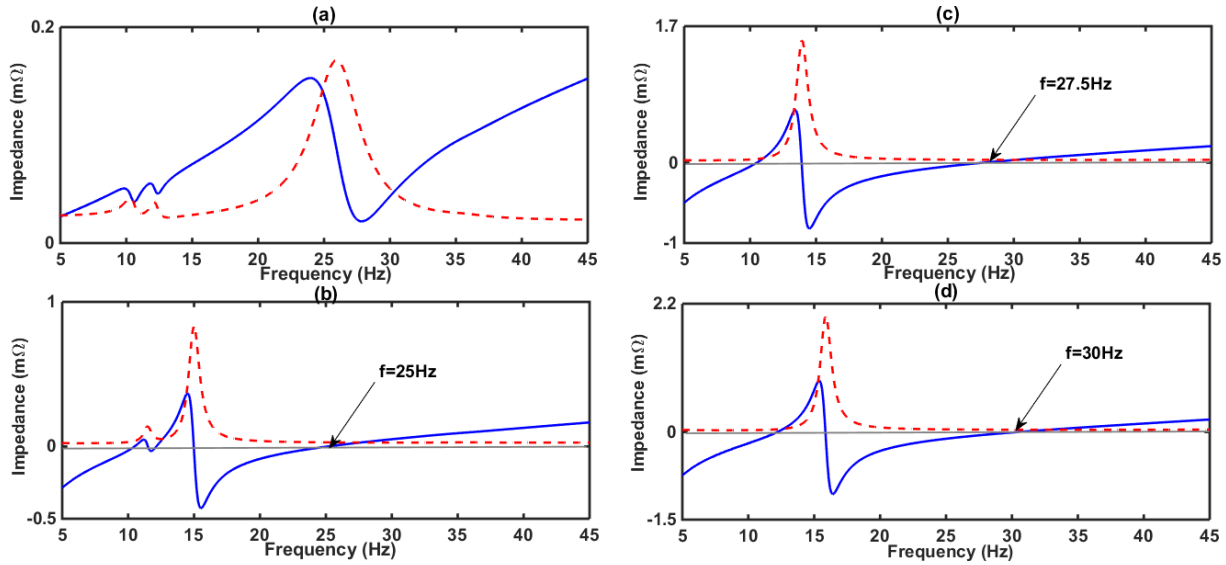 (a)
0.2
Impedance (mΩ)
0
5 10 15 20 25 30 35 40 45
Frequency (Hz)
(b)
1
Impedance (mΩ)
0
-0.5
f=25Hz
5 10 15 20 25 30 35 40 45
Frequency (Hz)
(c)
1.7
Impedance (mΩ)
0
-1
f=27.5Hz
5 10 15 20 25 30 35 40 45
Frequency (Hz)
(d)
2.2
Impedance (mΩ)
0
-1.5
f=30Hz
5 10 15 20 25 30 35 40 45
Frequency (Hz)